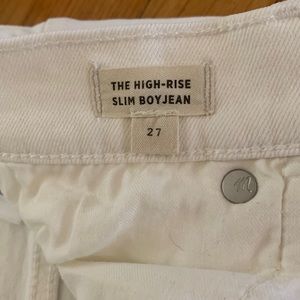 THE HIGH-RISE
SLIM BOYJEAN
27
M